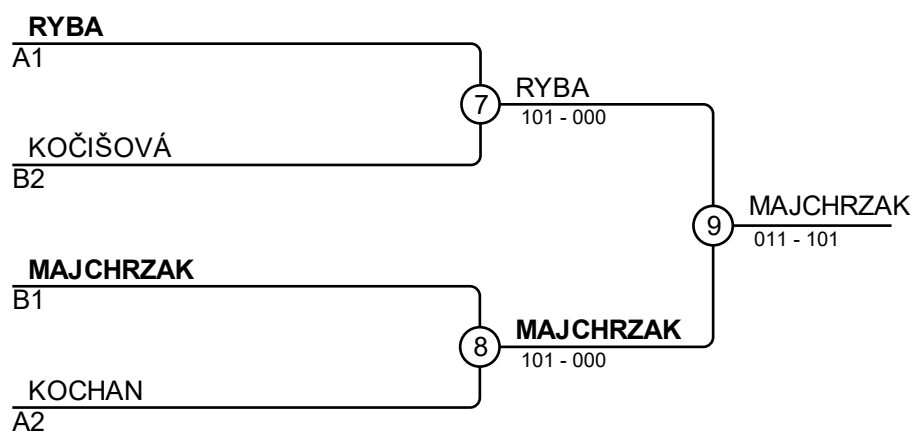 RYBA
A1
7
RYBA
101 - 000
KOČIŠOVÁ
B2
9
MAJCHRZAK
011 - 101
MAJCHRZAK
B1
8
MAJCHRZAK
101 - 000
KOCHAN
A2